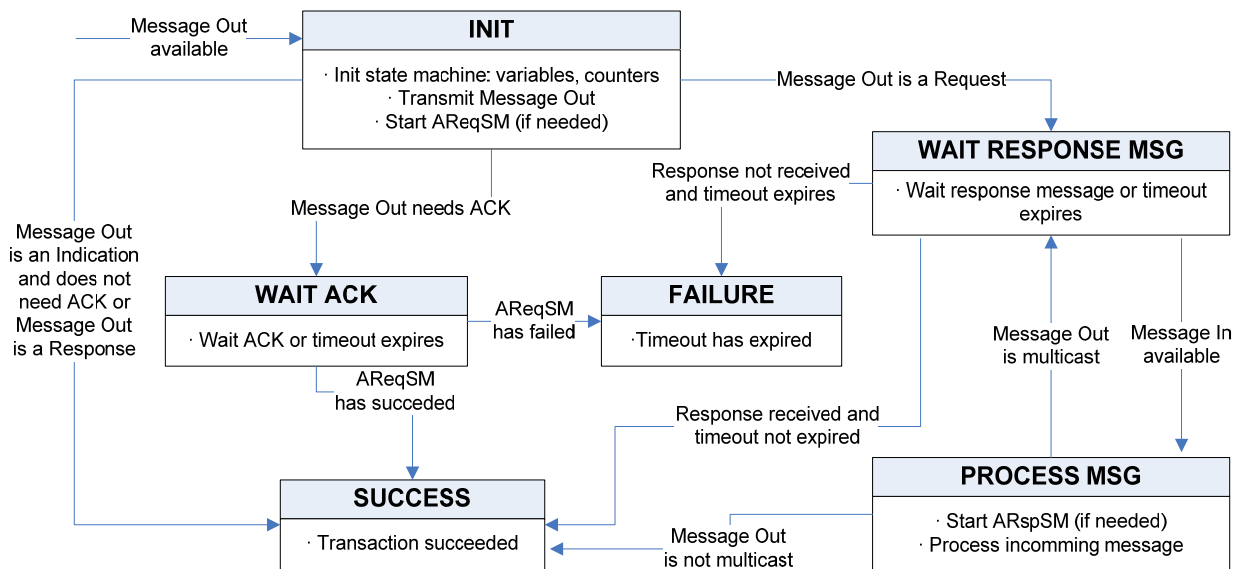 Message Out
available
INIT
· Init state machine: variables, counters
· Transmit Message Out
· Start AReqSM (if needed)
Message Out is a Request
WAIT RESPONSE MSG
· Wait response message or timeout
expires
Response not received
and timeout expires
Message Out needs ACK
Message Out
is an Indication
and does not
need ACK or
Message Out
is a Response
WAIT ACK
· Wait ACK or timeout expires
AReqSM
has failed
FAILURE
·Timeout has expired
Message Out
is multicast
Message In
available
AReqSM
has succeded
Response received and
timeout not expired
SUCCESS
· Transaction succeeded
Message Out
is not multicast
PROCESS MSG
· Start ARspSM (if needed)
· Process incomming message